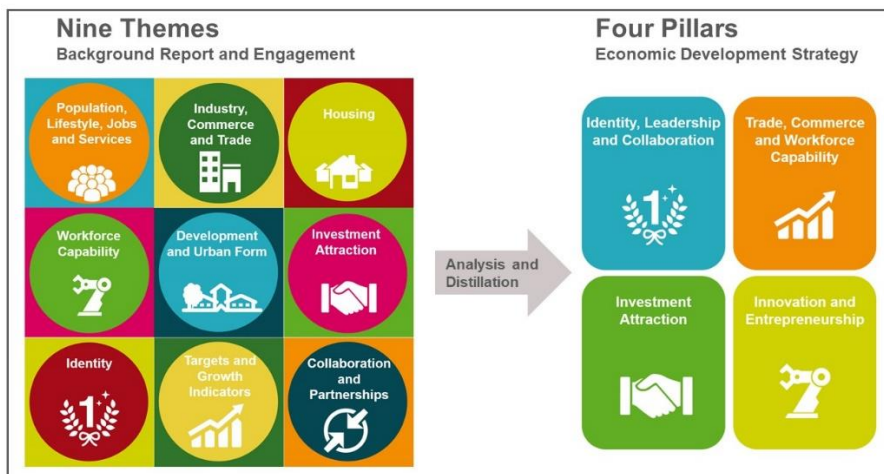 Nine Themes
Background Report and Engagement
Population,
Lifestyle, Jobs
and Services
Industry,
Commerce
and Trade
Housing
Workforce
Capability
Development
and Urban Form
Investment
Attraction
Identity
1
Targets and
Growth
Indicators
Collaboration
and
Partnerships
Analysis and
Distillation
Four Pillars
Economic Development Strategy
Identity, Leadership
and Collaboration
1
Trade, Commerce
and Workforce
Capability
Investment
Attraction
Innovation and
Entrepreneurship